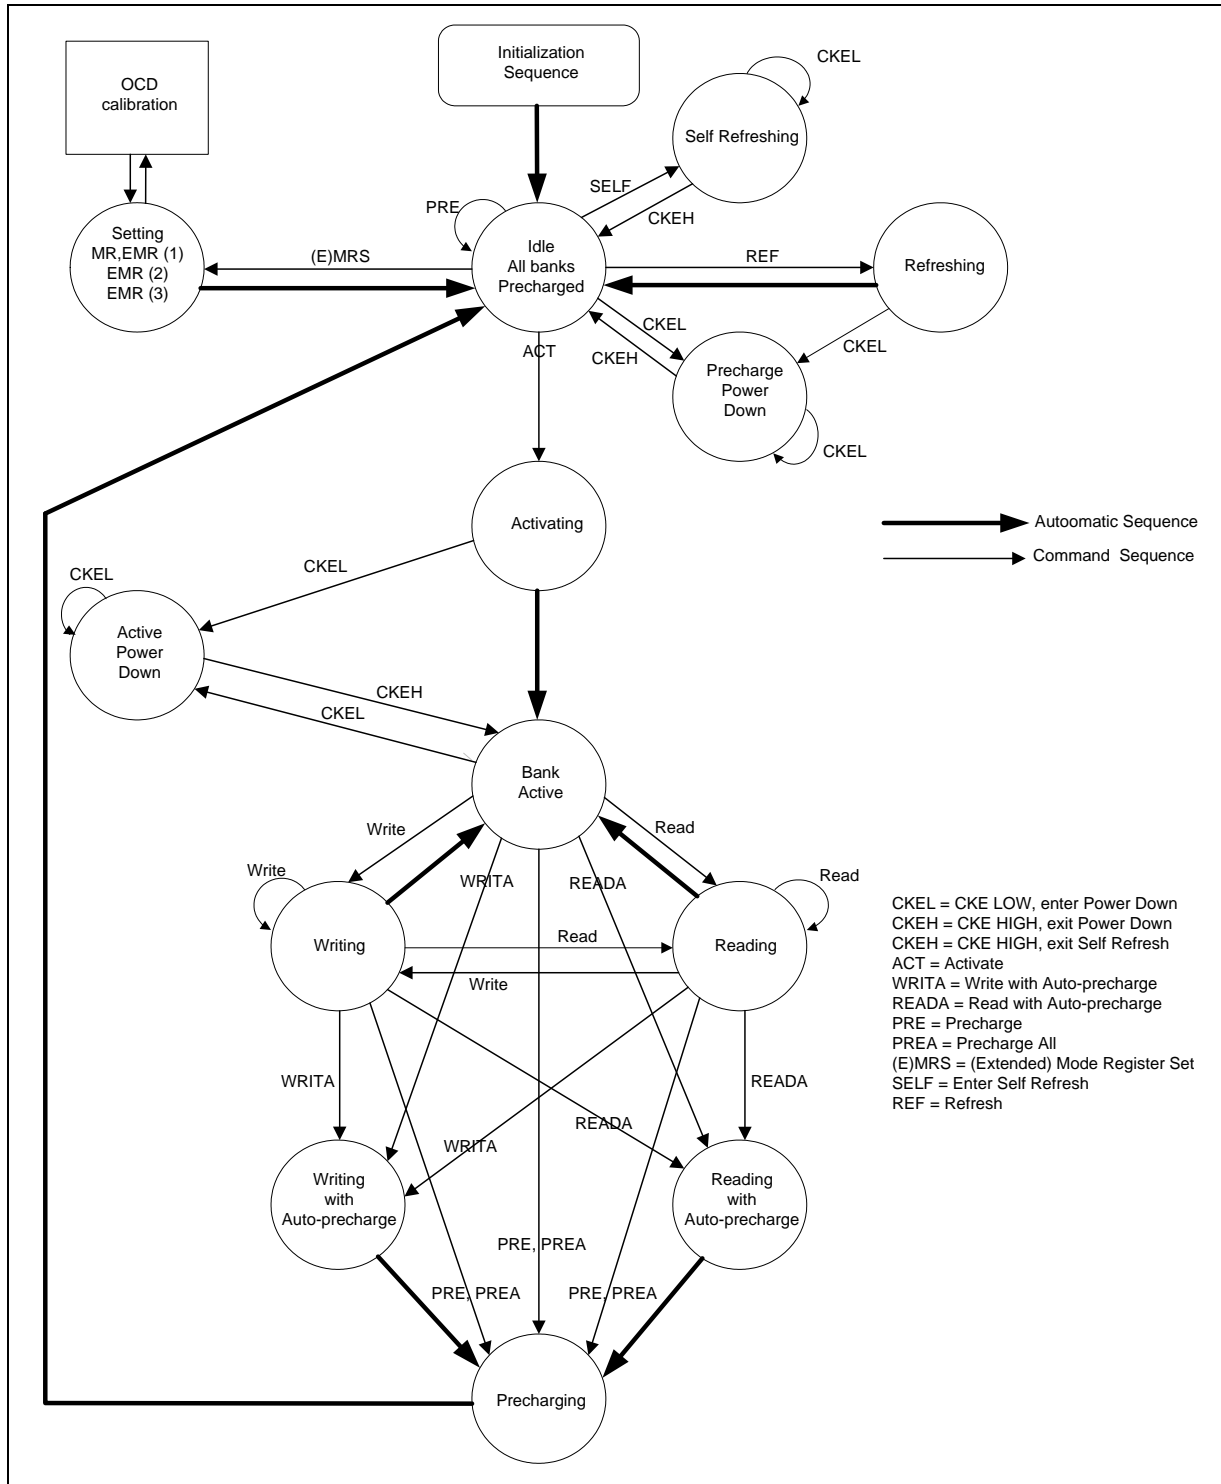 Initialization
Sequence
OCD
calibration
CKEL
Self Refreshing
SELF
CKEH
PRE
Setting
MR,EMR (1)
EMR (2)
EMR (3)
(E)MRS
Idle
All banks
Precharged
REF
Refreshing
CKEL
CKEH
CKEL
ACT
Precharge
Power
Down
CKEL
Activating
Autoomatic Sequence
Command Sequence
CKEL
CKEL
Active
Power
Down
CKEH
CKEL
Bank
Active
Write
Read
Write
WRITA
READA
Read
Writing
Read
Reading
Write
CKEL = CKE LOW, enter Power Down
CKEH = CKE HIGH, exit Power Down
CKEH = CKE HIGH, exit Self Refresh
ACT = Activate
WRITA = Write with Auto-precharge
READA = Read with Auto-precharge
PRE = Precharge
PREA = Precharge All
(E)MRS = (Extended) Mode Register Set
SELF = Enter Self Refresh
REF = Refresh
WRITA
READA
WRITA
READA
Writing
with
Auto-precharge
Reading
with
Auto-precharge
PRE, PREA
PRE, PREA
PRE, PREA
Precharging